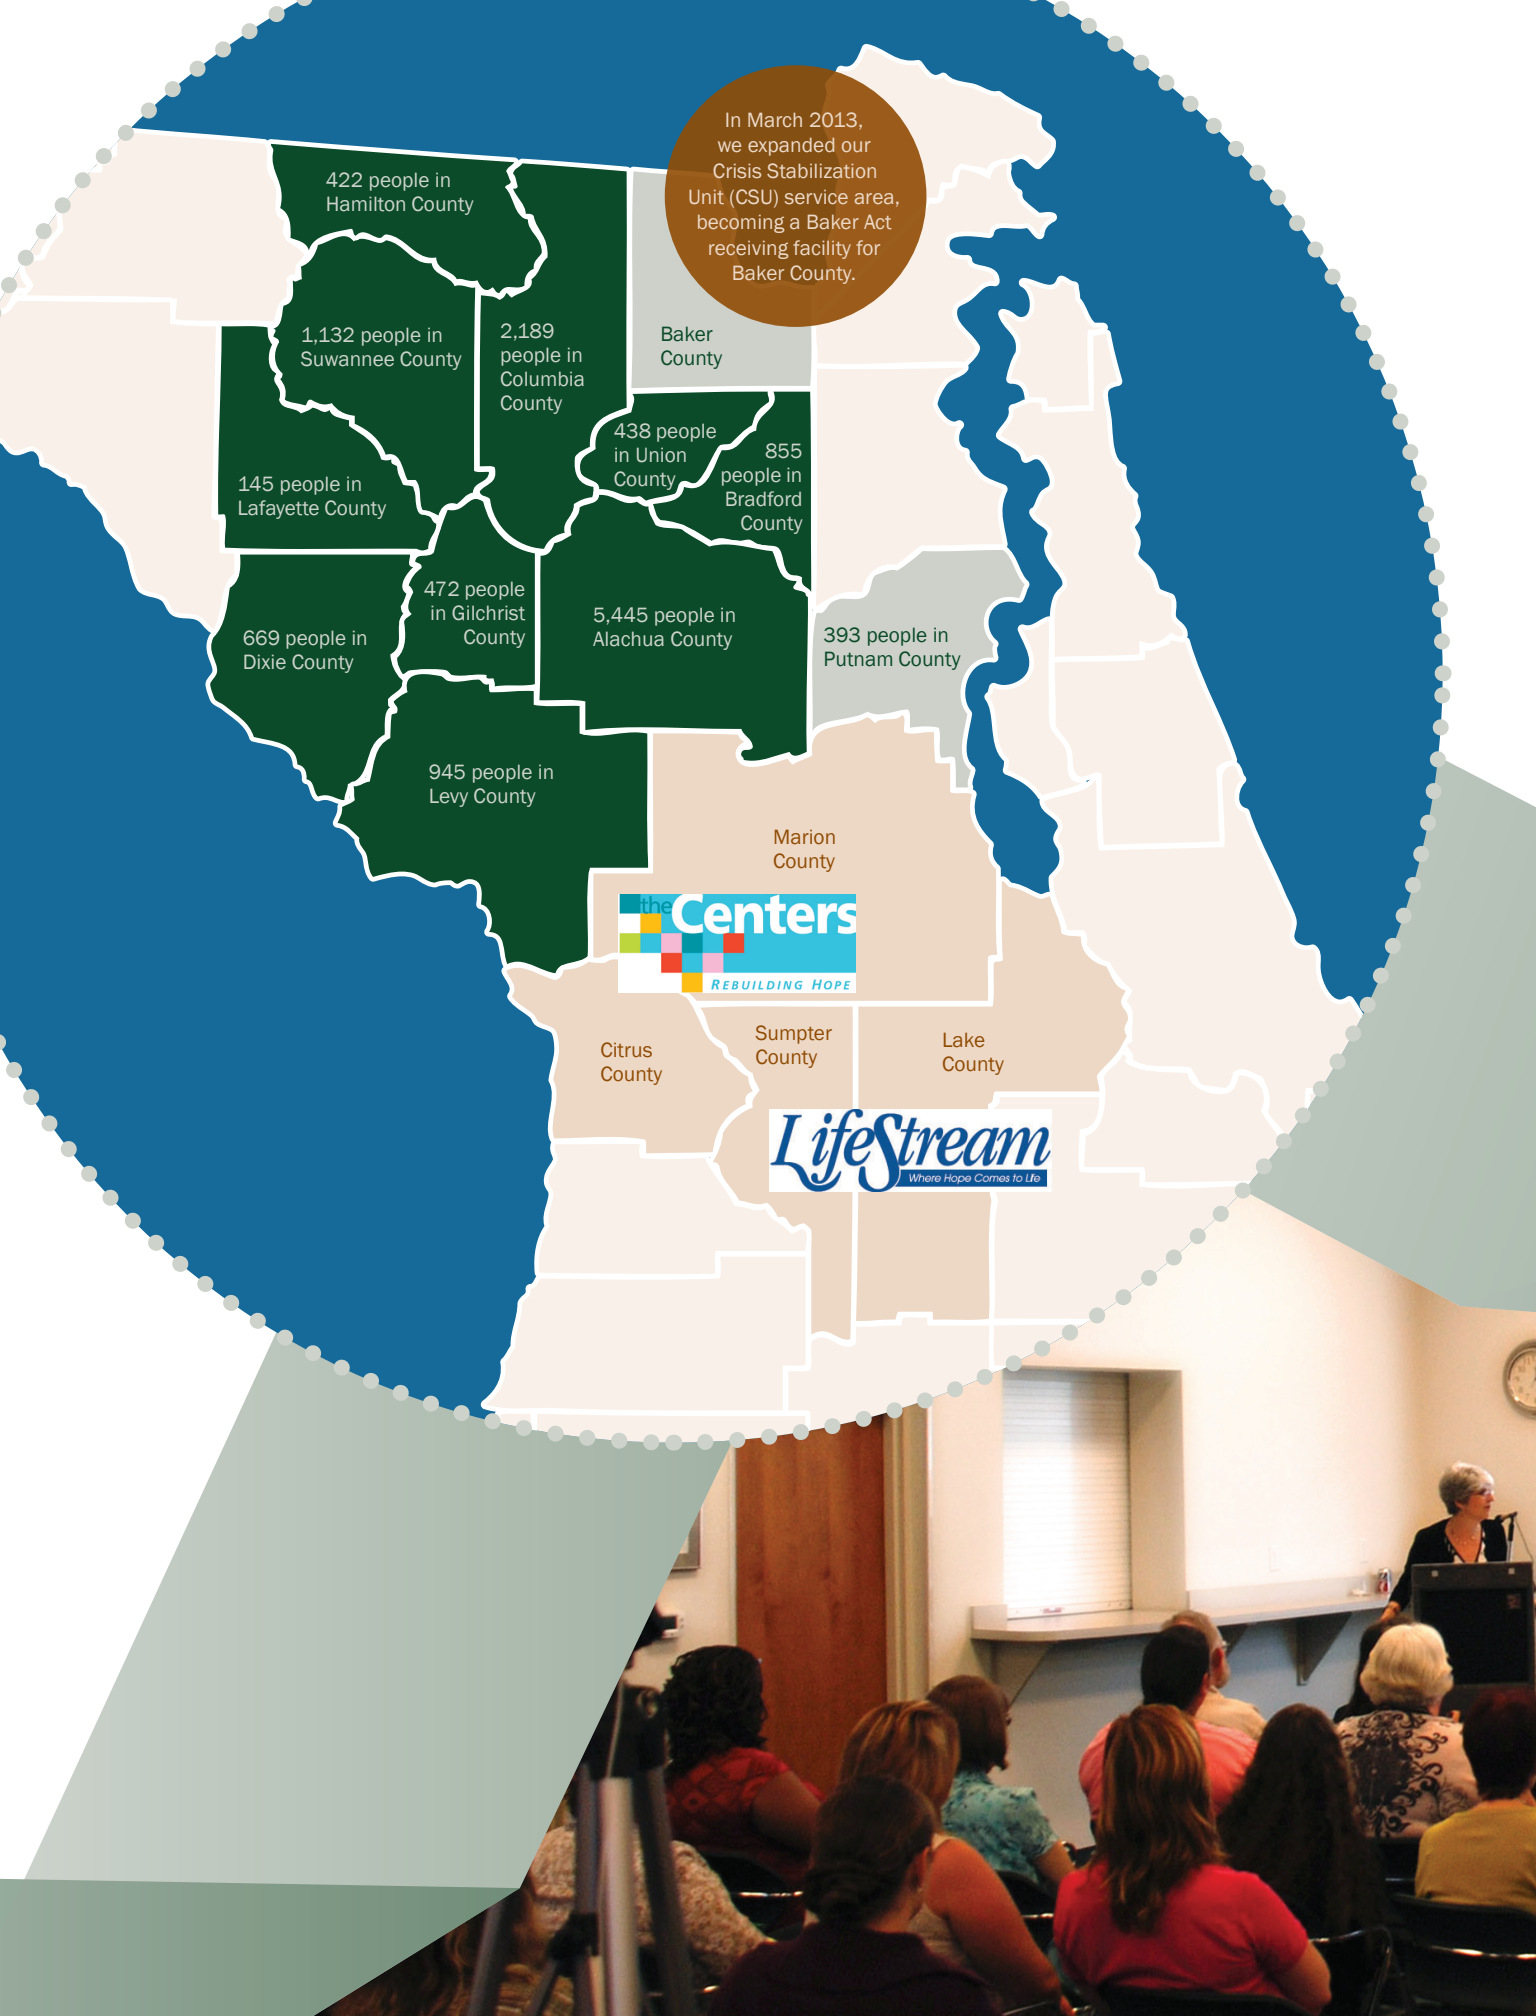 In March 2013,
we expanded our
Crisis Stabilization
Unit (CSU) service area,
becoming a Baker Act
receiving facility for
Baker County.
422 people in
Hamilton County
1,132 people in
Suwannee County
2,189
people in
Columbia
County
Baker
County
438 people
in Union
County
855
people in
Bradford
County
145 people in
Lafayette County
472 people
in Gilchrist
County
5,445 people in
Alachua County
393 people in
Putnam County
669 people in
Dixie County
945 people in
Levy County
Marion
County
the Centers
REBUILDING HOPE
Citrus
County
Sumpter
County
Lake
County
LifeStream
Where Hope Comes to Life